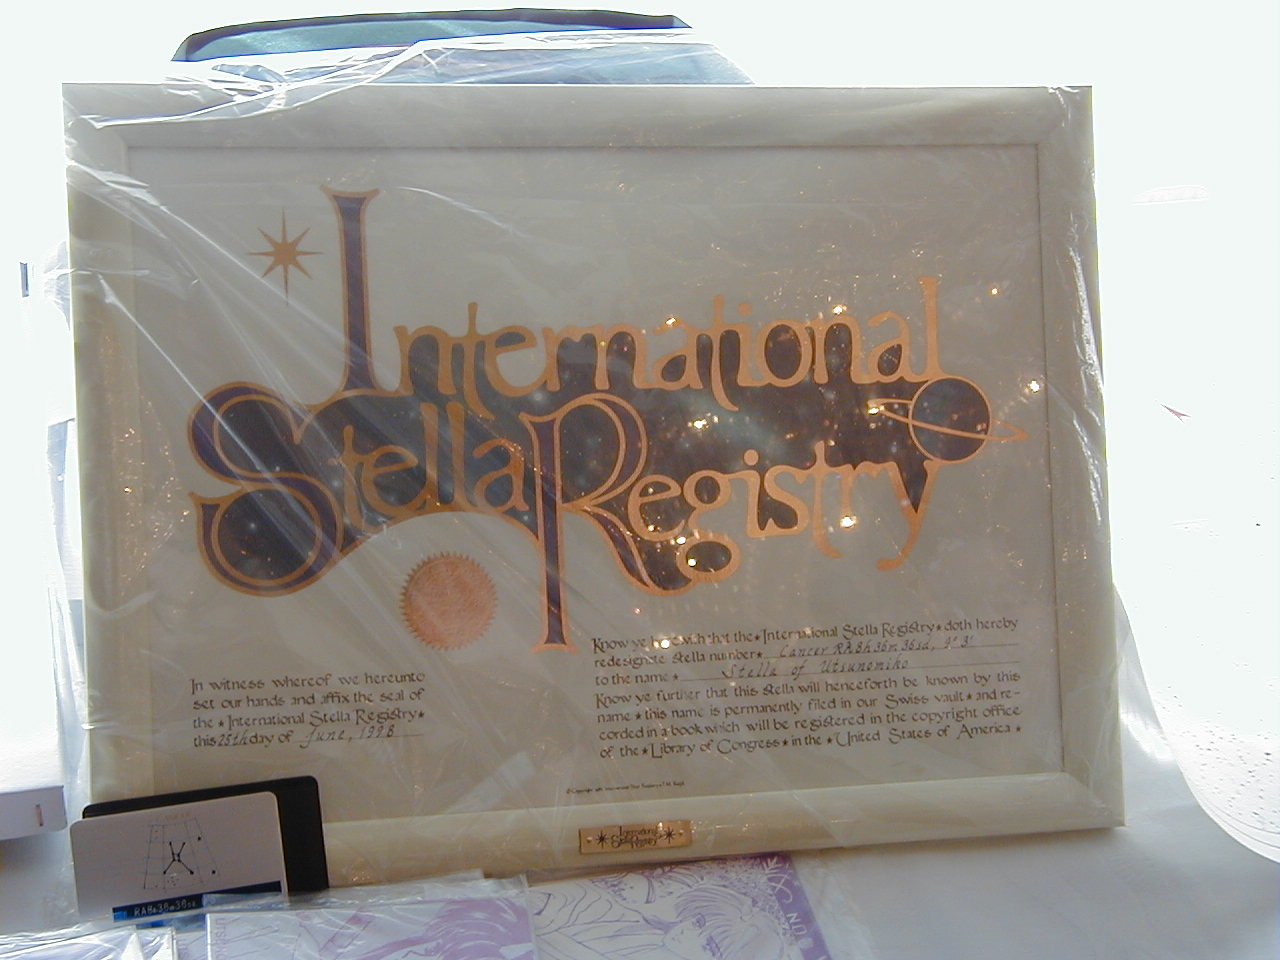 International
Stella Registry
Know ye herewith that the ★ International Stella Registry ★ doth hereby
redesignate stella number ★ Cancer RA8h36m36sd, 9° 3'
to the name ★ Stella of Utsunomiko
Know ye further that this stella will henceforth be known by this
name ★ this name is permanently filed in our Swiss vault ★ and re-
corded in a book which will be registered in the copyright office
of the ★ Library of Congress ★ in the ★ United States of America ★
In witness whereof we hereunto
set our hands and affix the seal of
the ★ International Stella Registry ★
this 25th day of June, 1998
International
Stella Registry
RA8h36m36s